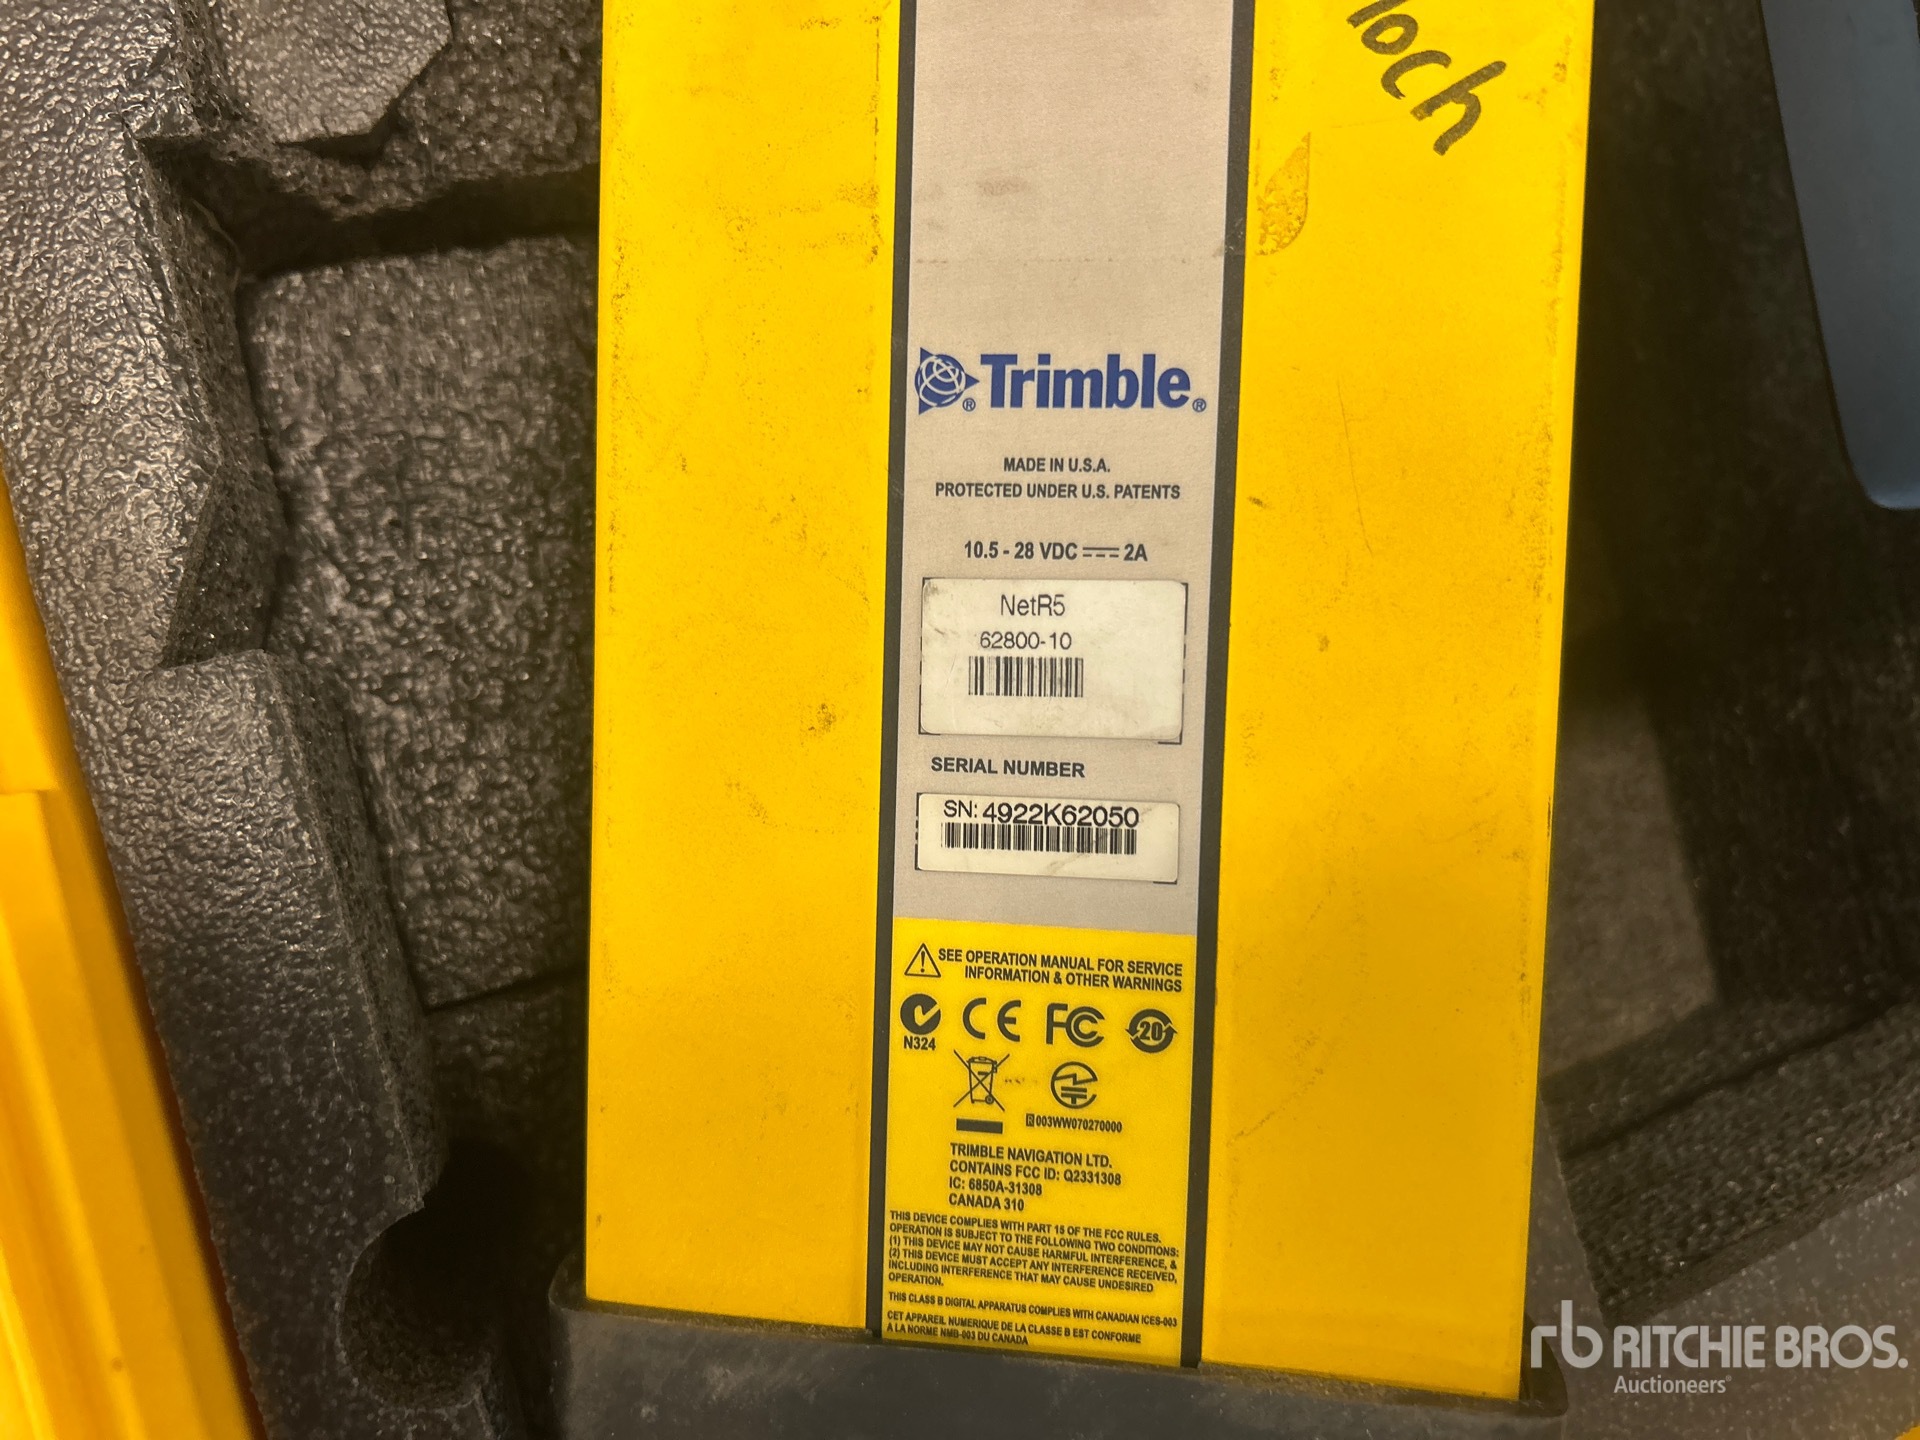 loch
Trimble
MADE IN U.S.A.
PROTECTED UNDER U.S. PATENTS
10.5 - 28 VDC 2A
NetR5
62800-10
SERIAL NUMBER
SN: 4922K62050
SEE OPERATION MANUAL FOR SERVICE
INFORMATION & OTHER WARNINGS
CE FC 20
N324
R 003WW070270000
TRIMBLE NAVIGATION LTD.
CONTAINS FCC ID: Q2331308
IC: 6850A-31308
CANADA 310
THIS DEVICE COMPLIES WITH PART 15 OF THE FCC RULES.
OPERATION IS SUBJECT TO THE FOLLOWING TWO CONDITIONS:
(1) THIS DEVICE MAY NOT CAUSE HARMFUL INTERFERENCE, &
(2) THIS DEVICE MUST ACCEPT ANY INTERFERENCE RECEIVED,
INCLUDING INTERFERENCE THAT MAY CAUSE UNDESIRED
OPERATION.
THIS CLASS B DIGITAL APPARATUS COMPLIES WITH CANADIAN ICES-003
CET APPAREIL NUMERIQUE DE LA CLASSE B EST CONFORME
A LA NORME NMB-003 DU CANADA
rb RITCHIE BROS.
Auctioneers